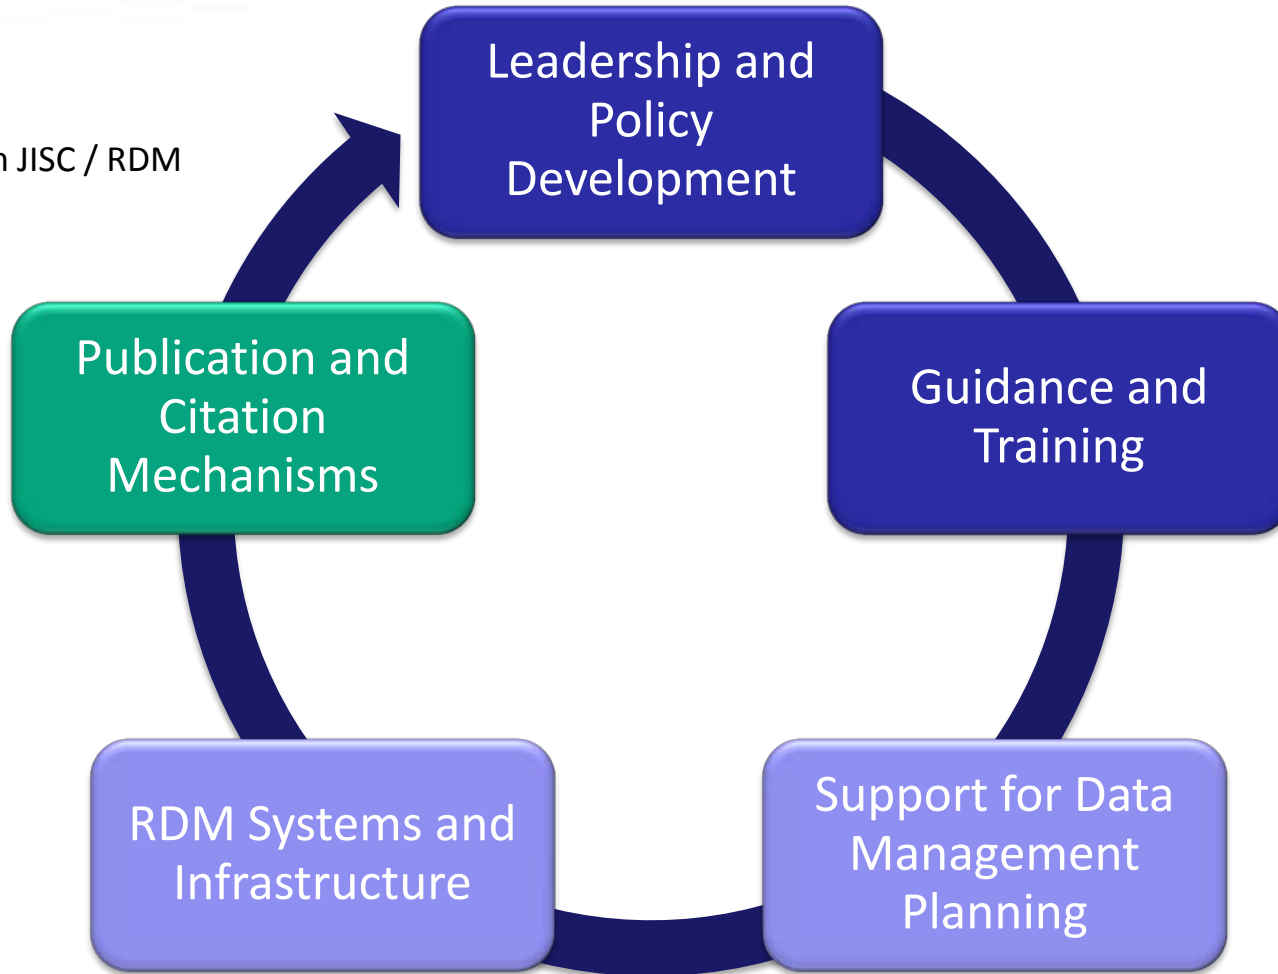 Leadership and
Policy
Development
JISC / RDM
Publication and
Citation
Mechanisms
Guidance and
Training
RDM Systems and
Infrastructure
Support for Data
Management
Planning